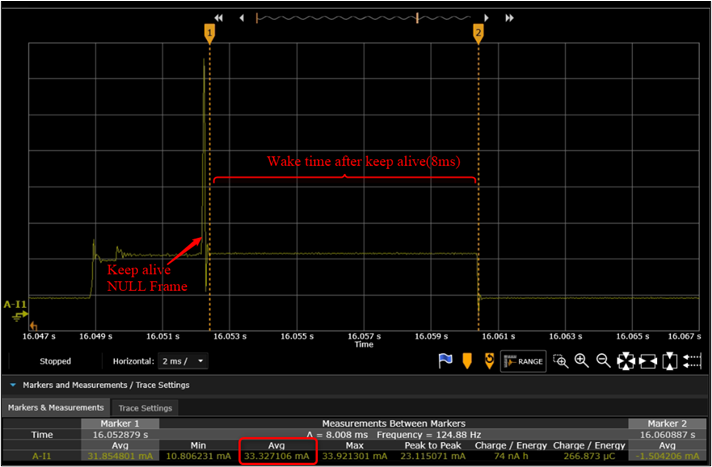 1
2
Wake time after keep alive(8ms)
Keep alive
NULL Frame
A-I1
16.047 s 16.049 s 16.051 s 16.053 s 16.055 s 16.057 s 16.059 s 16.061 s 16.063 s 16.065 s 16.067 s
Time
Stopped Horizontal: 2 ms / RANGE
Markers and Measurements / Trace Settings
Markers & Measurements Trace Settings
Marker 1 Measurements Between Markers Marker 2
Time 16.052879 s Δ = 8.008 ms Frequency = 124.88 Hz 16.060887 s
Avg Min Avg Max Peak to Peak Charge / Energy Charge / Energy Avg
A-I1 31.854801 mA 10.806231 mA 33.327106 mA 33.921301 mA 23.115071 mA 74 nA h 266.873 µC -1.504206 mA